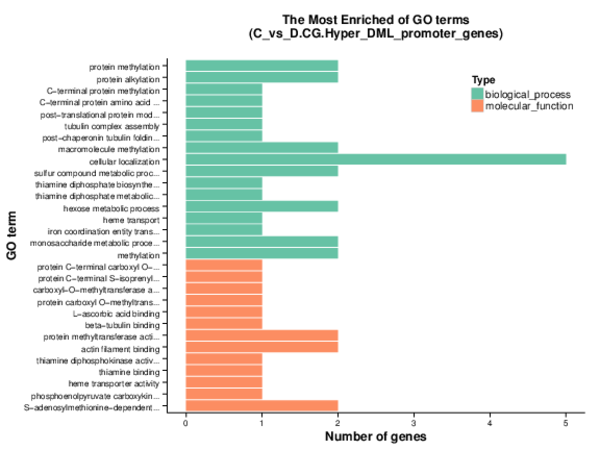 The Most Enriched of GO terms
(C_vs_D.CG.Hyper_DML_promoter_genes)
Type
biological_process
molecular_function
GO term
protein methylation
protein alkylation
C-terminal protein methylation
C-terminal protein amino acid ...
post-translational protein mod...
tubulin complex assembly
post-chaperonin tubulin foldin...
macromolecule methylation
cellular localization
sulfur compound metabolic proc...
thiamine diphosphate biosynthe...
thiamine diphosphate metabolic...
hexose metabolic process
heme transport
iron coordination entity trans...
monosaccharide metabolic proce...
methylation
protein C-terminal carboxyl O-...
protein C-terminal S-isoprenyl...
carboxyl-O-methyltransferase a...
protein carboxyl O-methyltrans...
L-ascorbic acid binding
beta-tubulin binding
protein methyltransferase acti...
actin filament binding
thiamine diphosphokinase activ...
thiamine binding
heme transporter activity
phosphoenolpyruvate carboxykin...
S-adenosylmethionine-dependent...
0 1 2 3 4 5
Number of genes